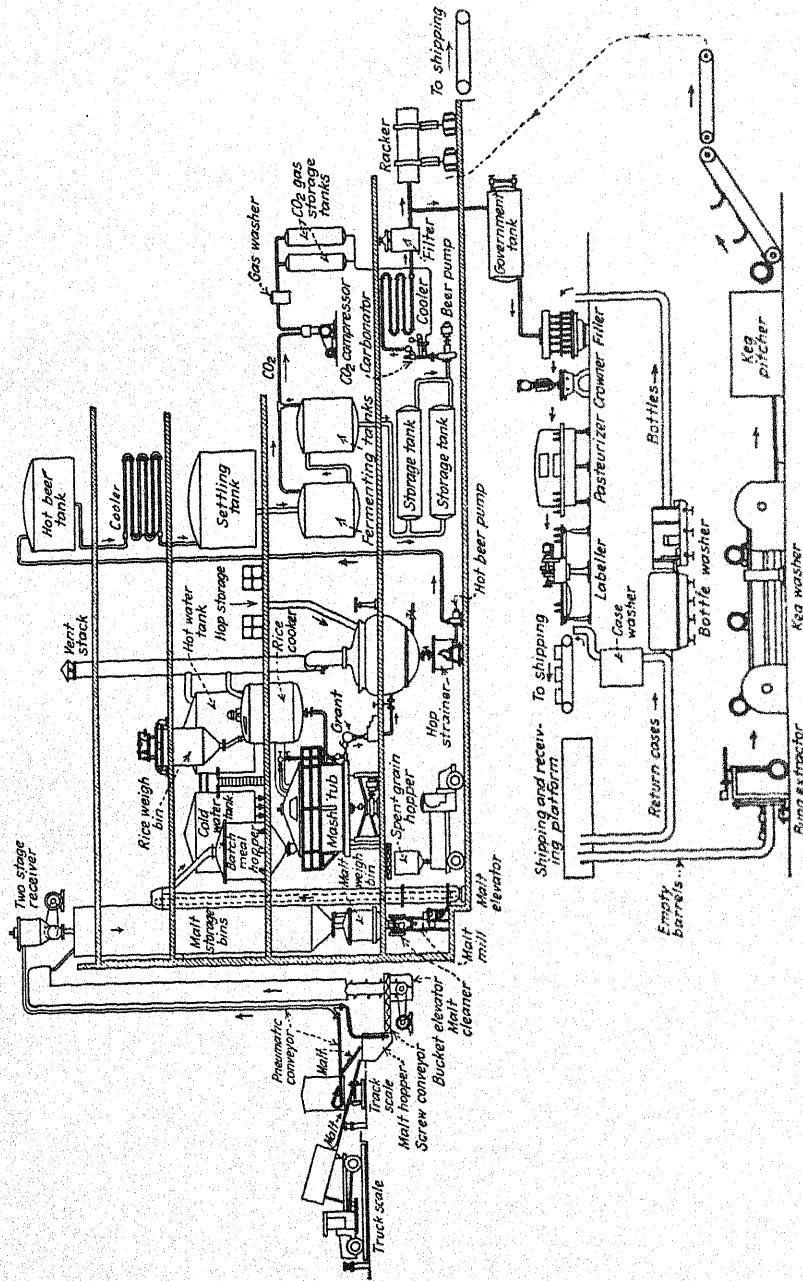 Truck scale
Malt
Pneumatic
conveyor
Malt
Track
scale
Malt hopper
Screw conveyor
Bucket elevator
Malt
cleaner
Two stage
receiver
Malt
storage
bins
Malt
mill
Malt
elevator
Rice weigh
bin
Cold
water
tank
Batch
meal
hopper
Mash tub
Malt
weigh
bin
Spent grain
hopper
Vent
stack
Hot water
tank
Hop storage
Rice
cooker
Grant
Hop
strainer
Hot beer pump
Hot beer
tank
Cooler
Settling
tank
Fermenting tanks
Storage tank
Storage tank
CO2
CO2 compressor
Carbonator
Gas washer
CO2 gas
storage
tanks
Cooler
Beer pump
Filter
Racker
To shipping
Government
tank
Filler
Crowner
Pasteurizer
Labeller
To shipping
Case
washer
Bottles
Bottle washer
Shipping and receiv-
ing platform
Return cases
Empty
barrels
Bung extractor
Keg washer
Keg
pitcher